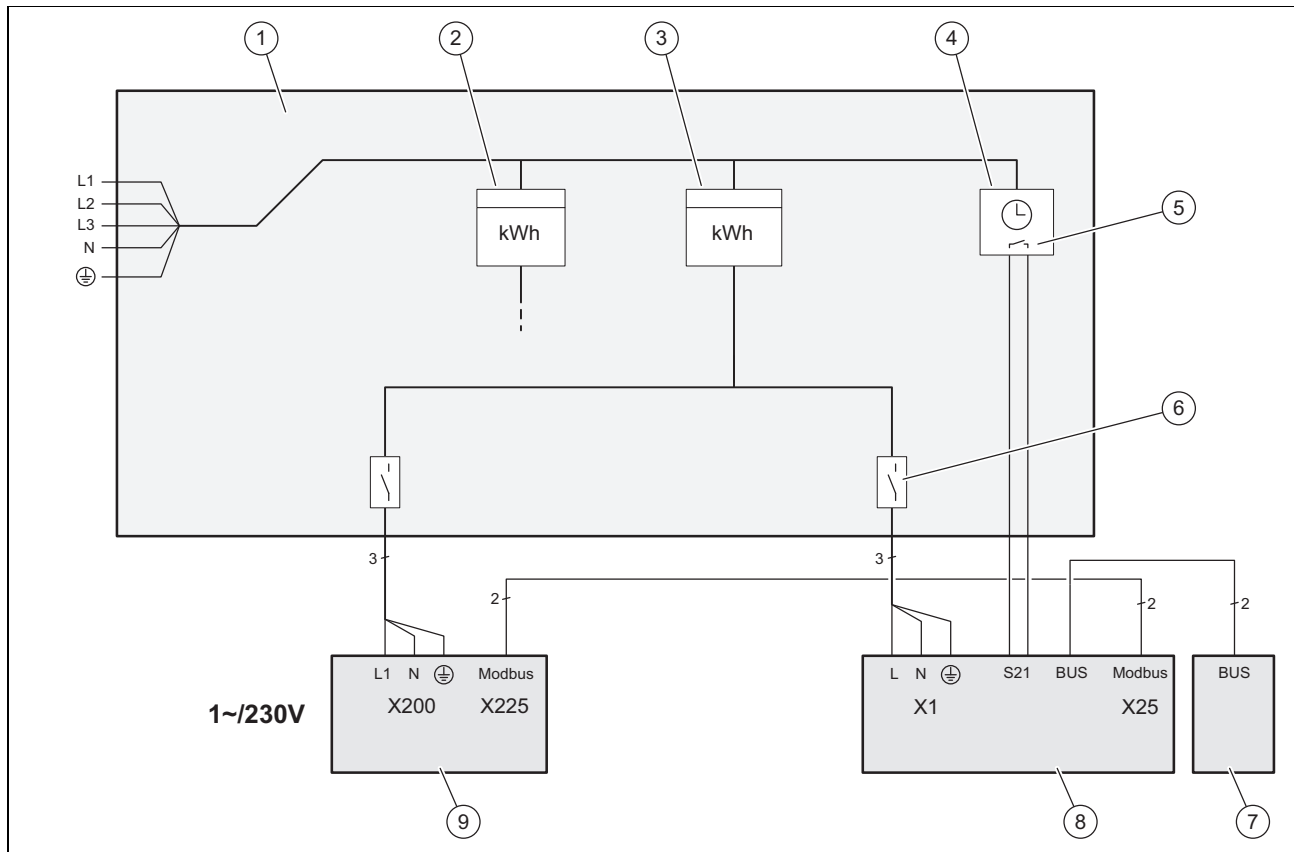 1 2 3 4
L1
L2
L3
N
kWh kWh
5
6
3 3
2 2 2
L1 N Modbus
X200 X225
L N S21 BUS Modbus
X1 X25
BUS
1~/230V
9 8 7